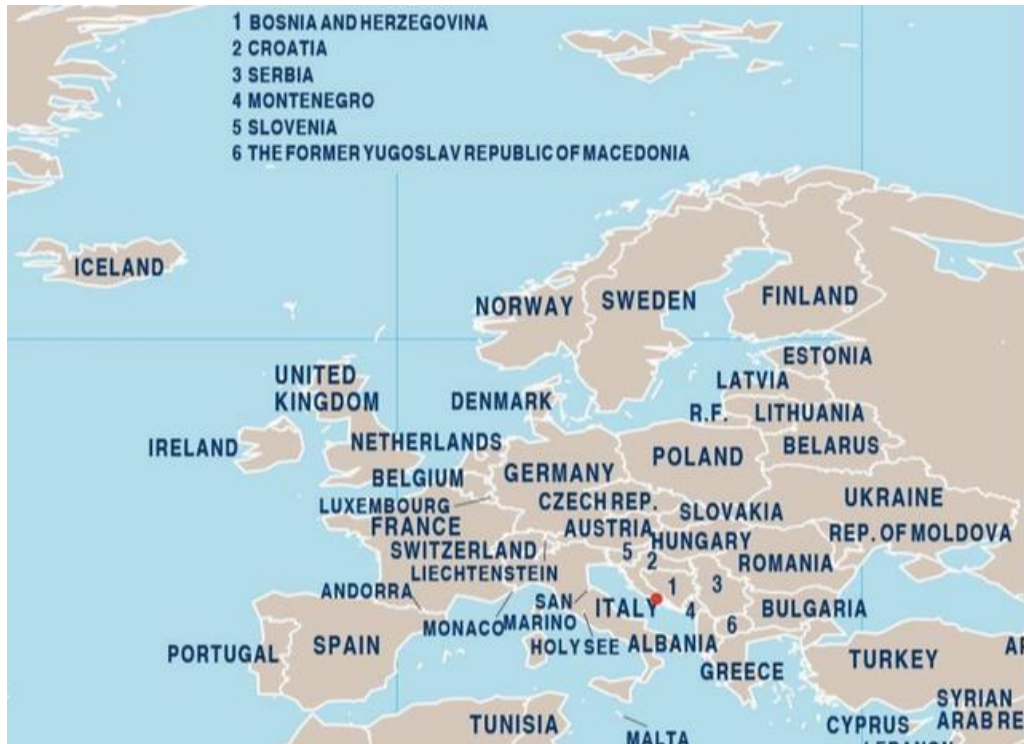 1 BOSNIA AND HERZEGOVINA
2 CROATIA
3 SERBIA
4 MONTENEGRO
5 SLOVENIA
6 THE FORMER YUGOSLAV REPUBLIC OF MACEDONIA
ICELAND
NORWAY
SWEDEN
FINLAND
ESTONIA
UNITED
KINGDOM
LATVIA
DENMARK
R.F.
LITHUANIA
IRELAND
NETHERLANDS
BELARUS
POLAND
BELGIUM
GERMANY
LUXEMBOURG
CZECH REP.
UKRAINE
FRANCE
SLOVAKIA
AUSTRIA
REP. OF MOLDOVA
SWITZERLAND
HUNGARY
5
2
ROMANIA
LIECHTENSTEIN
ANDORRA
1
3
SAN
MARINO
ITALY
4
BULGARIA
MONACO
6
HOLY SEE
ALBANIA
PORTUGAL
SPAIN
GREECE
TURKEY
SYRIAN
ARAB RE
TUNISIA
CYPRUS
MALTA